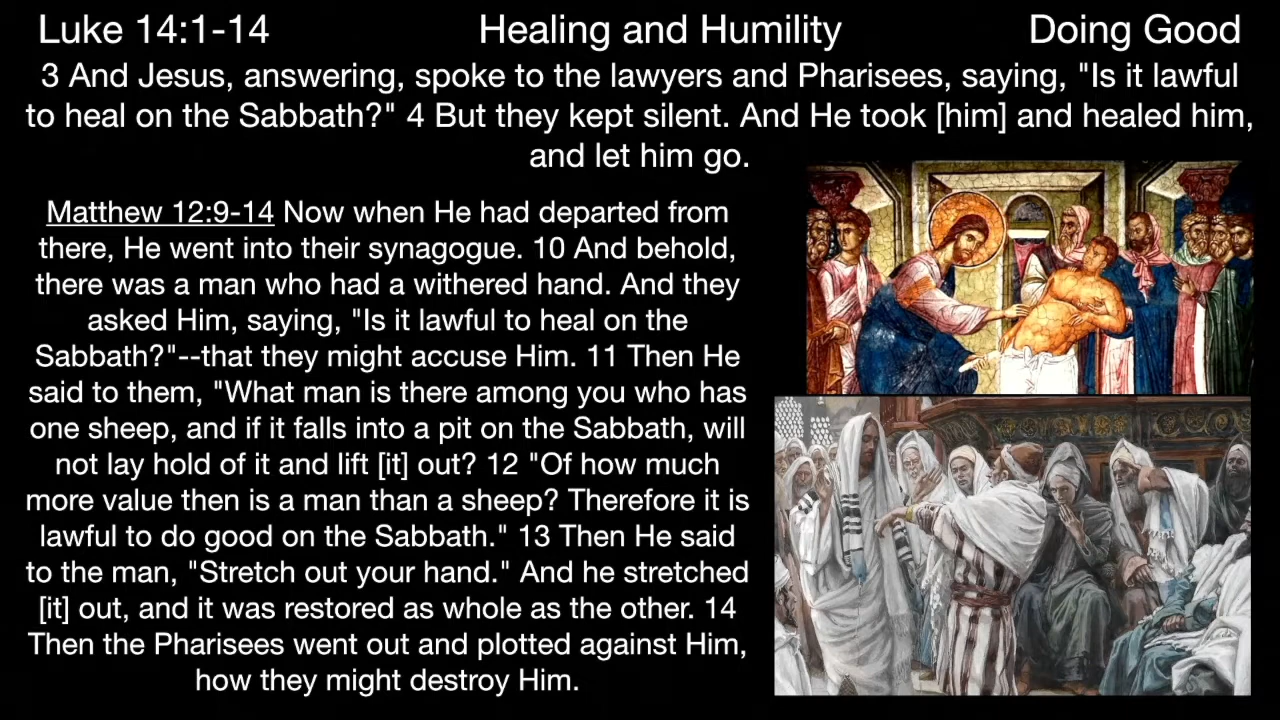 Luke 14:1-14 Healing and Humility Doing Good
3 And Jesus, answering, spoke to the lawyers and Pharisees, saying, "Is it lawful
to heal on the Sabbath?" 4 But they kept silent. And He took [him] and healed him,
and let him go.
Matthew 12:9-14 Now when He had departed from
there, He went into their synagogue. 10 And behold,
there was a man who had a withered hand. And they
asked Him, saying, "Is it lawful to heal on the
Sabbath?"--that they might accuse Him. 11 Then He
said to them, "What man is there among you who has
one sheep, and if it falls into a pit on the Sabbath, will
not lay hold of it and lift [it] out? 12 "Of how much
more value then is a man than a sheep? Therefore it is
lawful to do good on the Sabbath." 13 Then He said
to the man, "Stretch out your hand." And he stretched
[it] out, and it was restored as whole as the other. 14
Then the Pharisees went out and plotted against Him,
how they might destroy Him.